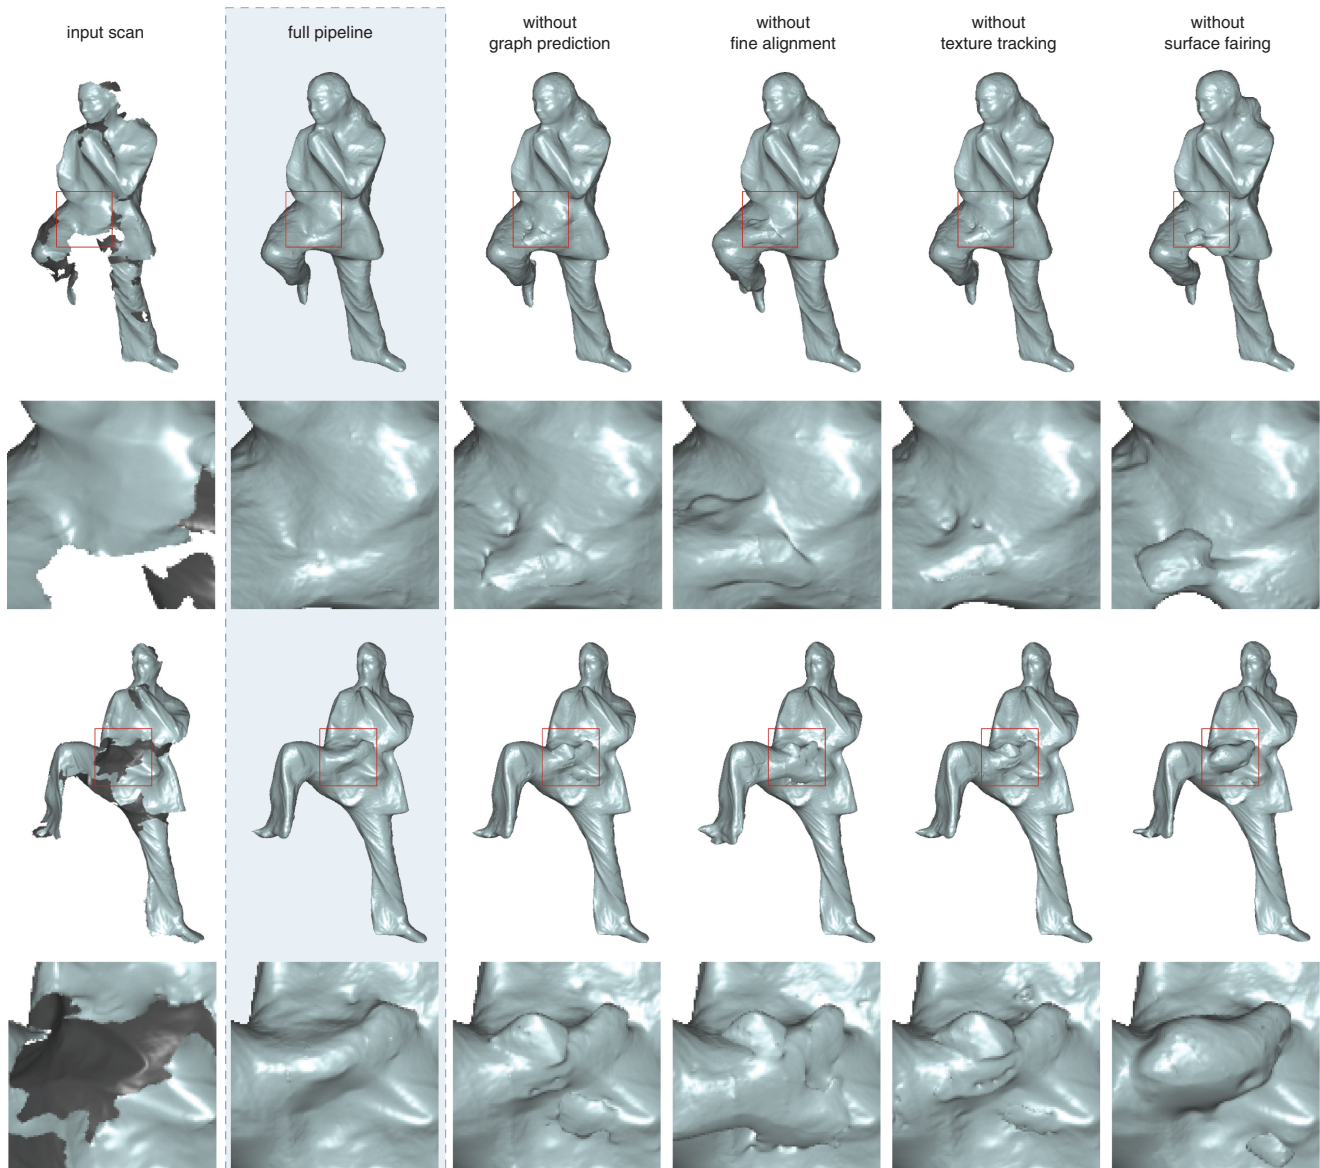 input scan
full pipeline
without
graph prediction
without
fine alignment
without
texture tracking
without
surface fairing